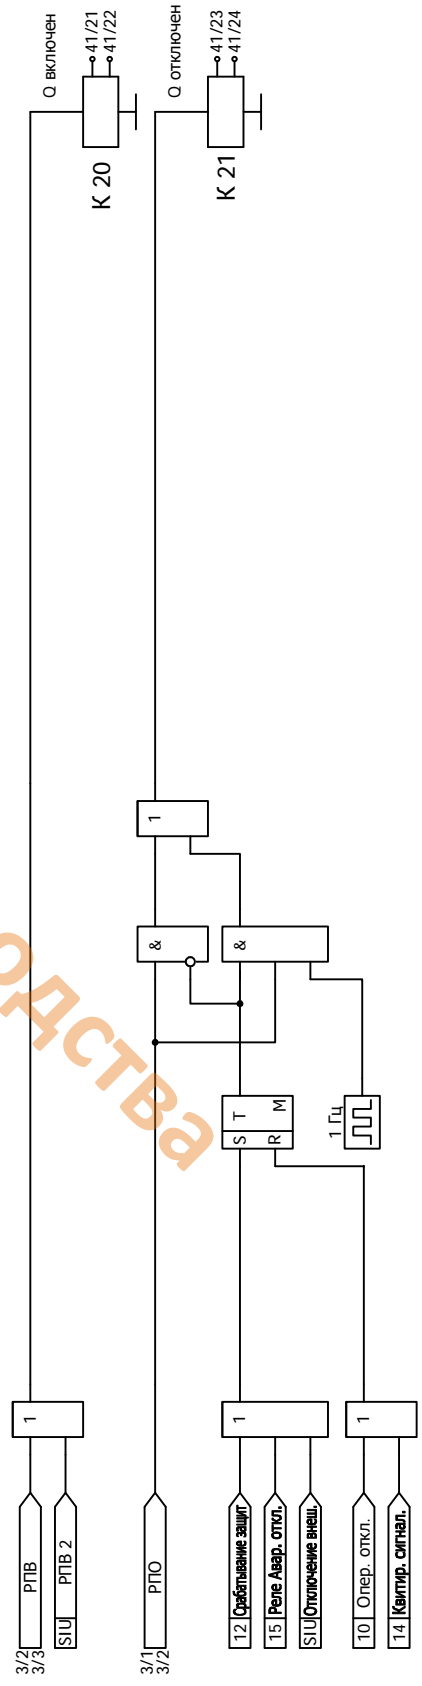 Q включен
41/21
41/22
К 20
Q отключен
41/23
41/24
К 21
1
&
&
S T
R M
1 Гц
1
1
1
3/2
3/3
РПВ
SIU РПВ 2
3/1
3/2
РПО
12 Срабатывание защит
15 Реле Авар. откл.
SIU Отключение внеш.
10 Опер. откл.
14 Квитир. сигнал.
одства